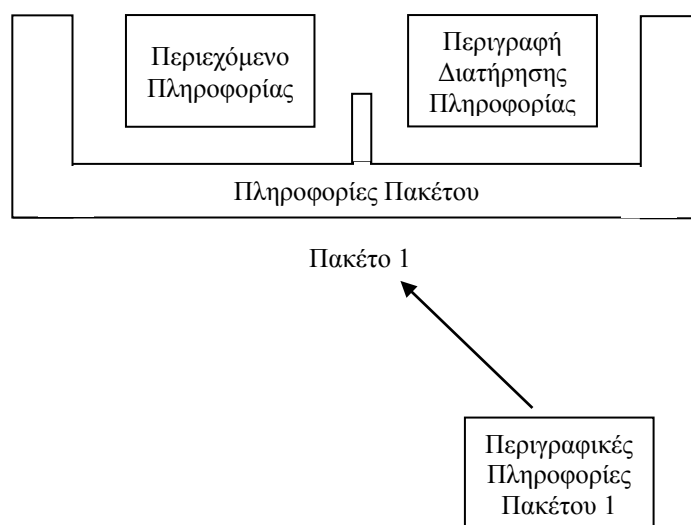 Περιεχόμενο
Πληροφορίας
Περιγραφή
Διατήρησης
Πληροφορίας
Πληροφορίες Πακέτου
Πακέτο 1
Περιγραφικές
Πληροφορίες
Πακέτου 1